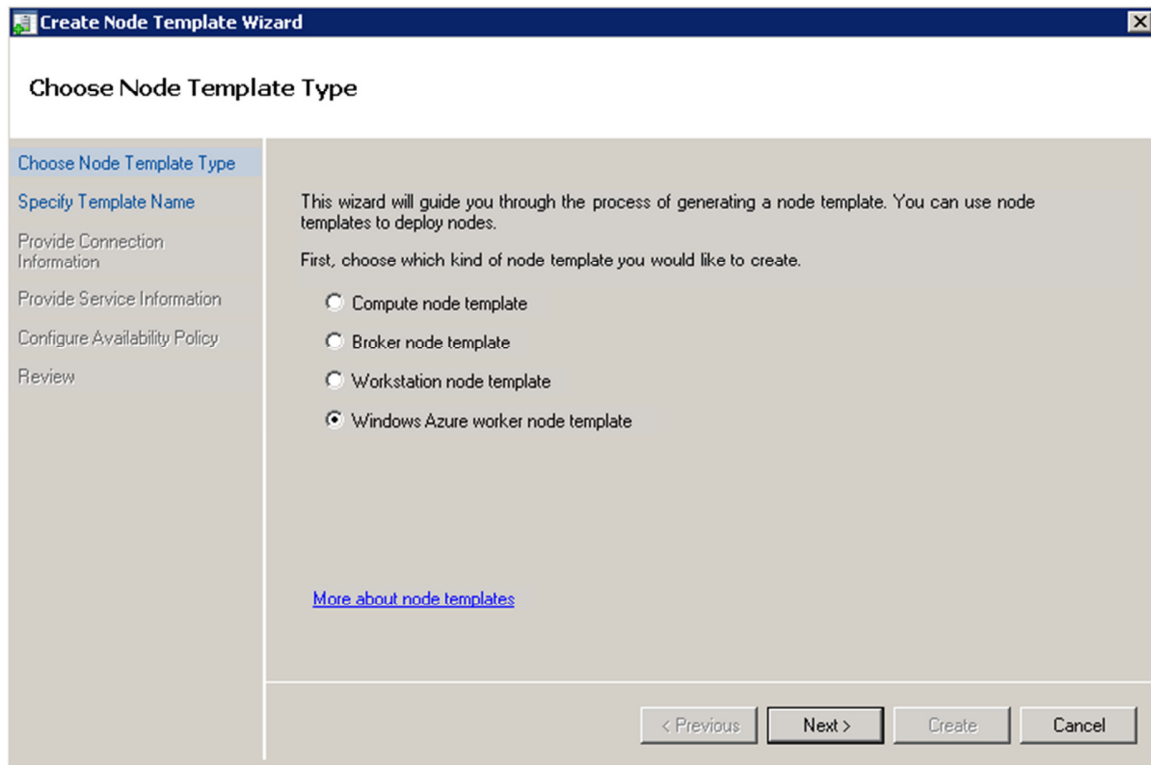 Create Node Template Wizard
Choose Node Template Type
Choose Node Template Type
Specify Template Name
Provide Connection
Information
Provide Service Information
Configure Availability Policy
Review
This wizard will guide you through the process of generating a node template. You can use node
templates to deploy nodes.
First, choose which kind of node template you would like to create.
Compute node template
Broker node template
Workstation node template
Windows Azure worker node template
More about node templates
< Previous
Next >
Create
Cancel